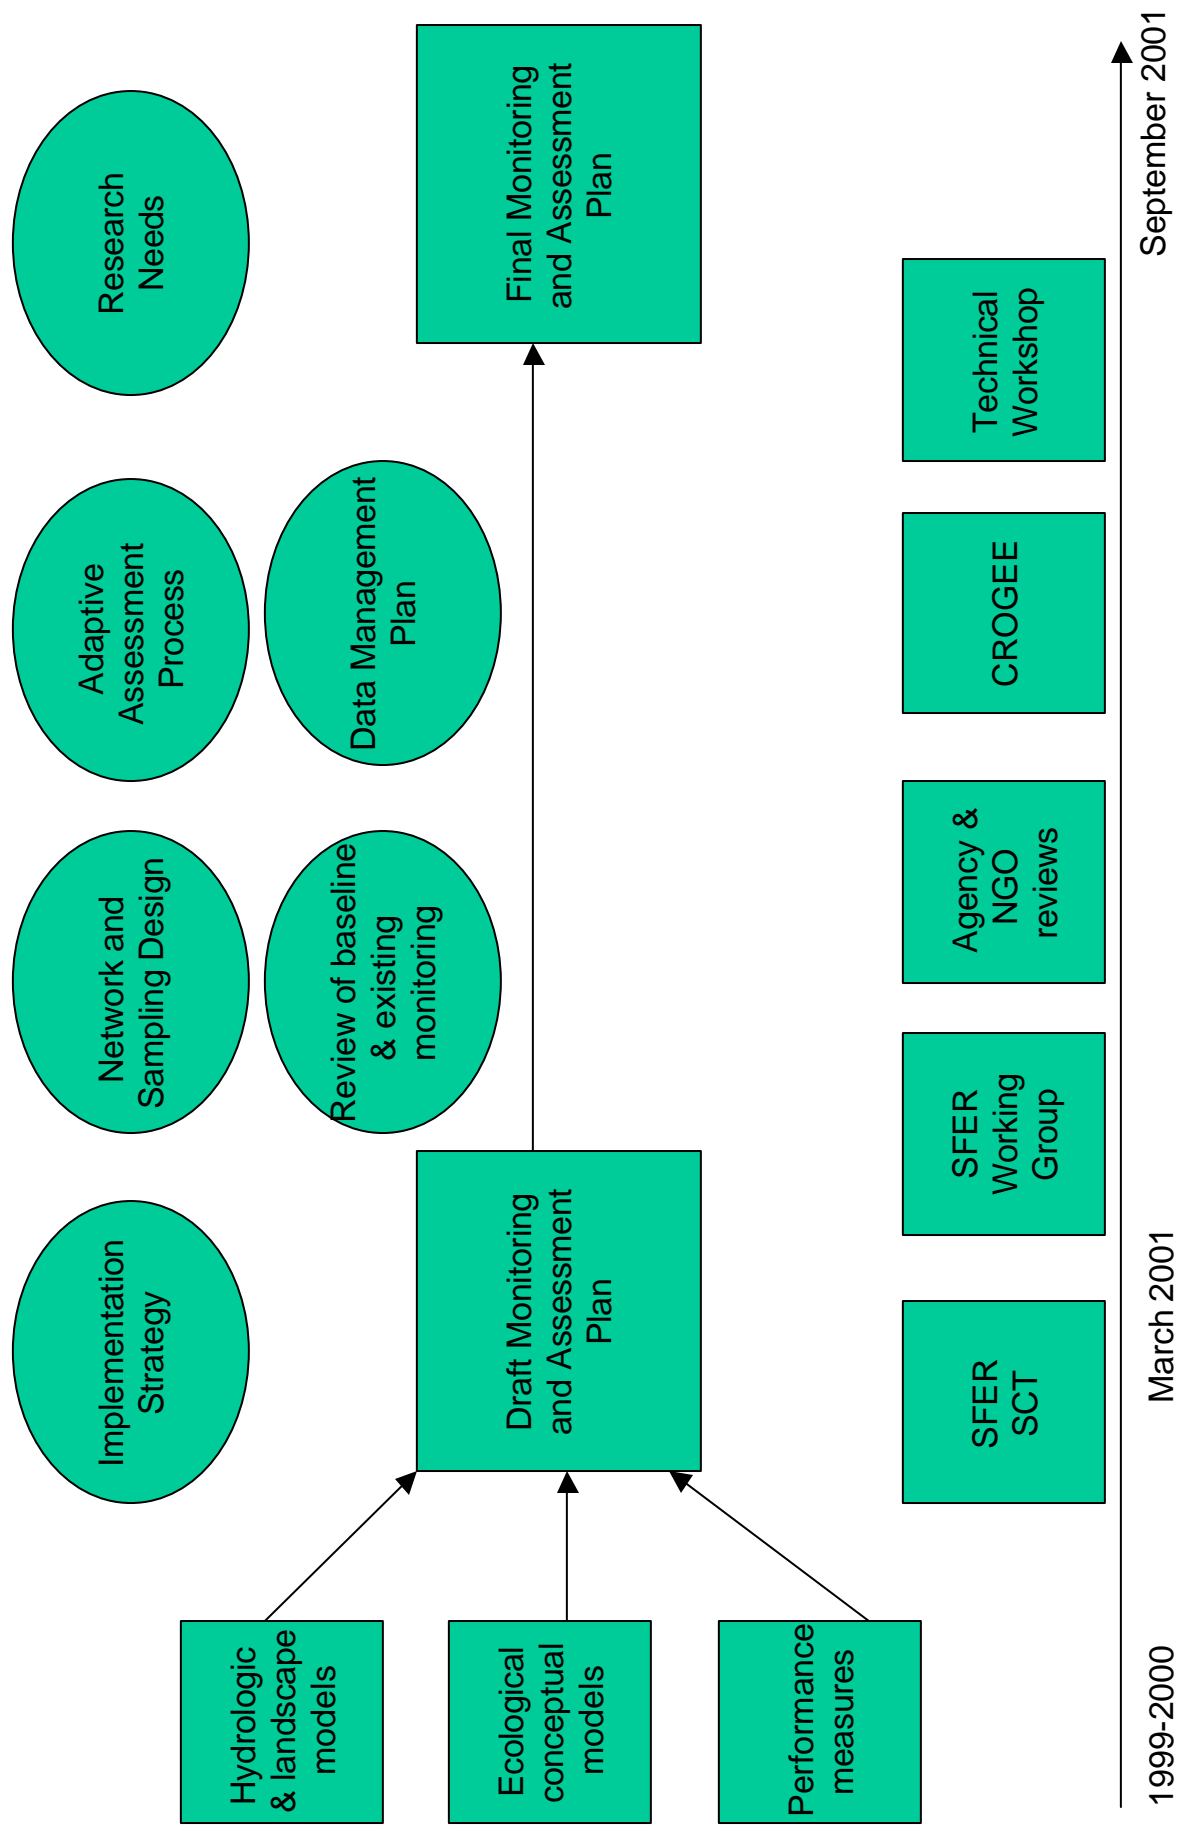 Implementation
Strategy
Network and
Sampling Design
Adaptive
Assessment
Process
Research
Needs
Hydrologic
& landscape
models
Review of baseline
& existing
monitoring
Data Management
Plan
Ecological
conceptual
models
Performance
measures
Draft Monitoring
and Assessment
Plan
Final Monitoring
and Assessment
Plan
SFER
SCT
SFER
Working
Group
Agency &
NGO
reviews
CROGEE
Technical
Workshop
1999-2000
March 2001
September 2001